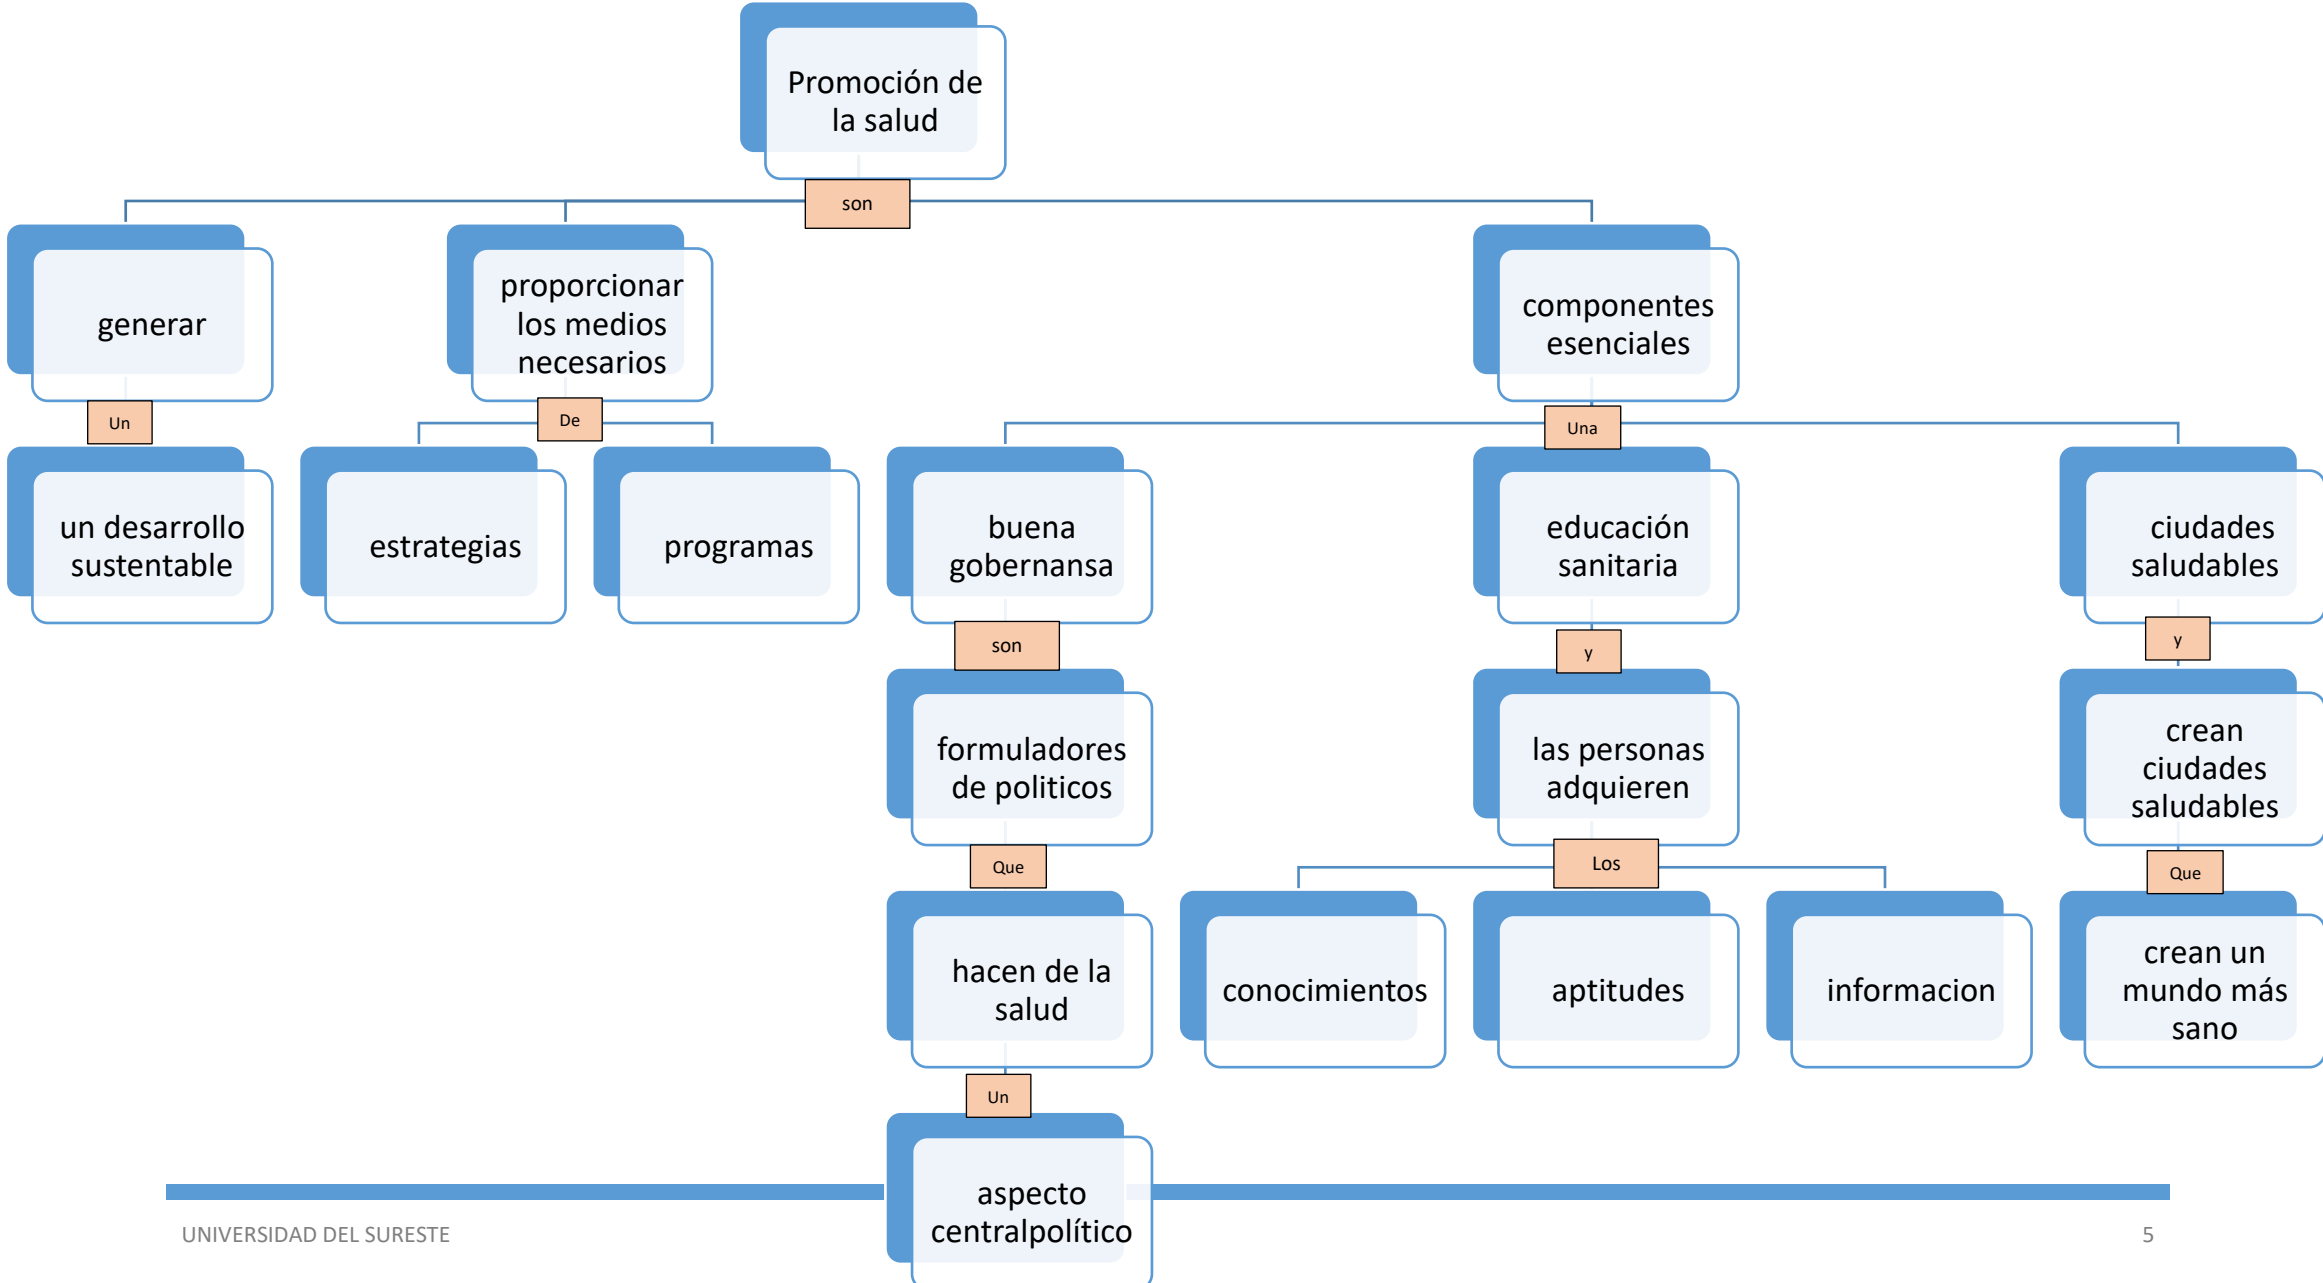 Promoción de
la salud
son
generar
proporcionar
los medios
necesarios
componentes
esenciales
Un
De
Una
un desarrollo
sustentable
estrategias
programas
buena
gobernansa
educación
sanitaria
ciudades
saludables
son
y
y
formuladores
de politicos
las personas
adquieren
crean
ciudades
saludables
Que
Los
Que
hacen de la
salud
conocimientos
aptitudes
informacion
crean un
mundo más
sano
Un
aspecto
centralpolítico
UNIVERSIDAD DEL SURESTE
5